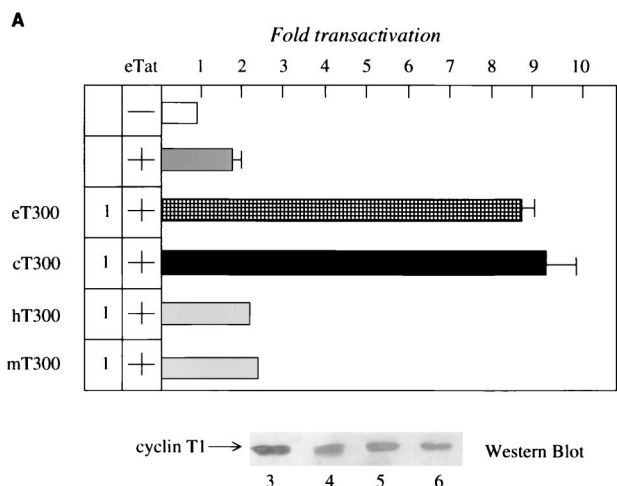 A
Fold transactivation
eTat 1 2 3 4 5 6 7 8 9 10
—
+
eT300 1 +
cT300 1 +
hT300 1 +
mT300 1 +
cyclin T1→ Western Blot
3 4 5 6